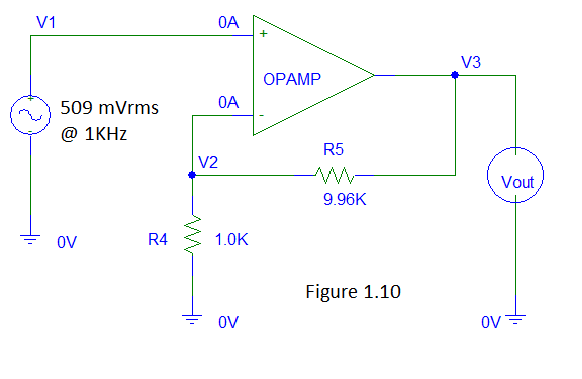 V1
0A
+
V3
OPAMP
509 mVrms
@ 1KHz
0A
-
R5
V2
Vout
9.96K
R4
1.0K
0V
Figure 1.10
0V
0V